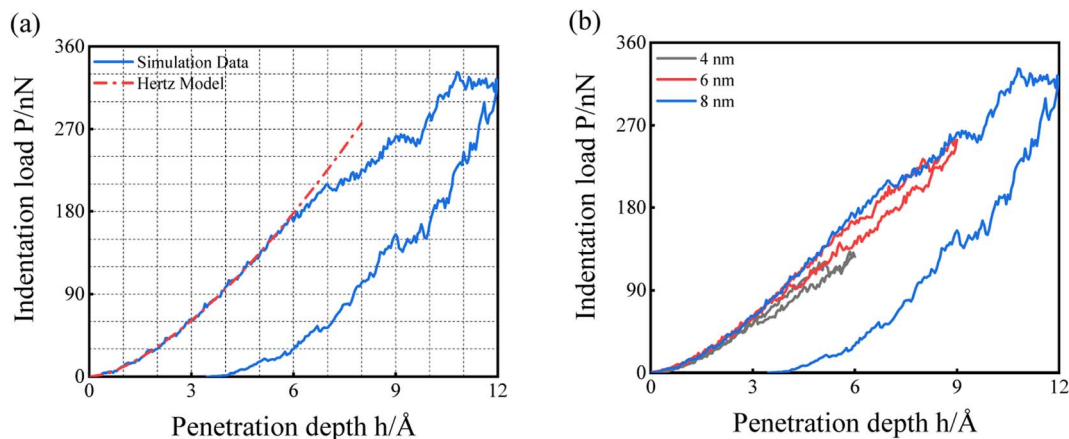 (a)
360
270
180
90
0
0 3 6 9 12
Indentation load P/nN
Penetration depth h/Å
Simulation Data
Hertz Model
(b)
360
270
180
90
0
0 3 6 9 12
Indentation load P/nN
Penetration depth h/Å
4 nm
6 nm
8 nm